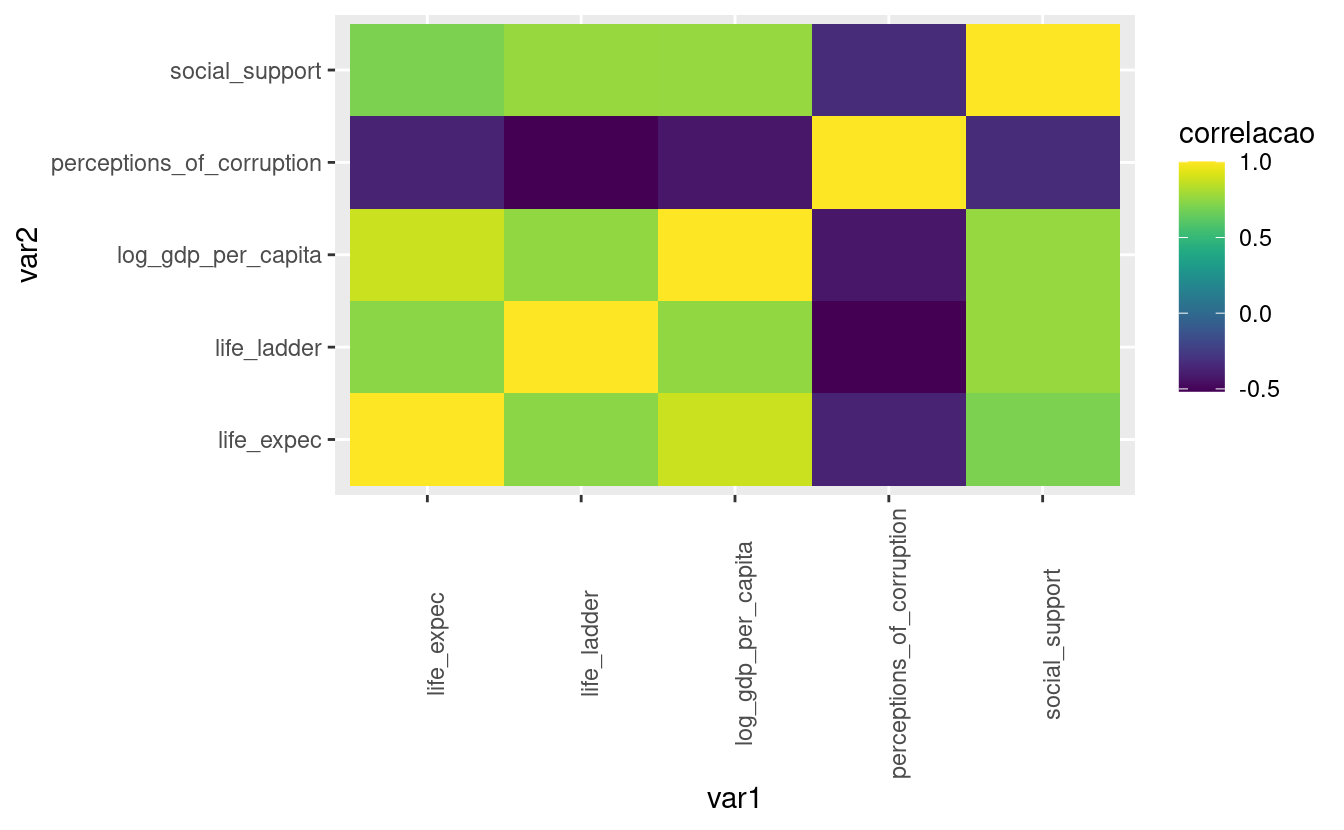 social_support
perceptions_of_corruption
log_gdp_per_capita
life_ladder
life_expec
var2
life_expec
life_ladder
log_gdp_per_capita
perceptions_of_corruption
social_support
var1
correlacao
1.0
0.5
0.0
-0.5